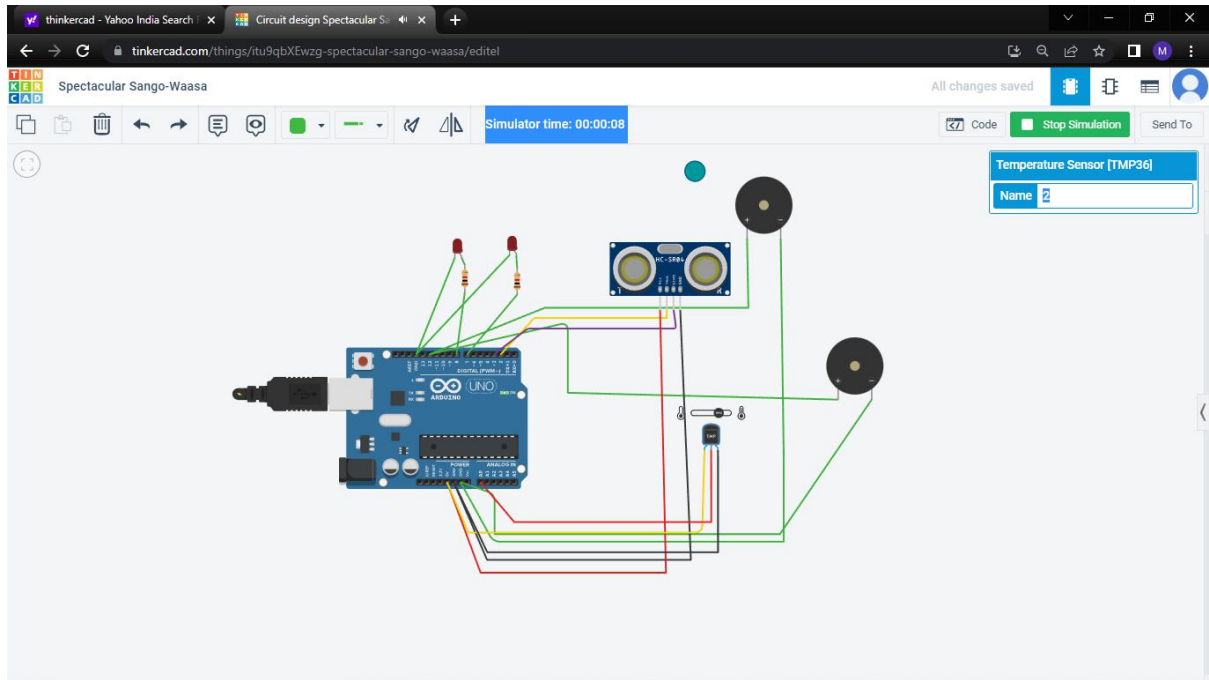 thinkercad - Yahoo India Search
Circuit design Spectacular Sa
tinkercad.com/things/itu9qbXEwzg-spectacular-sango-waasa/editel
M
TINKERCAD
Spectacular Sango-Waasa
All changes saved
Simulator time: 00:00:08
Code
Stop Simulation
Send To
Temperature Sensor [TMP36]
Name 2
HC-SR04
DIGITAL (PWM~)
UNO
ARDUINO
TMP
POWER
ANALOG IN